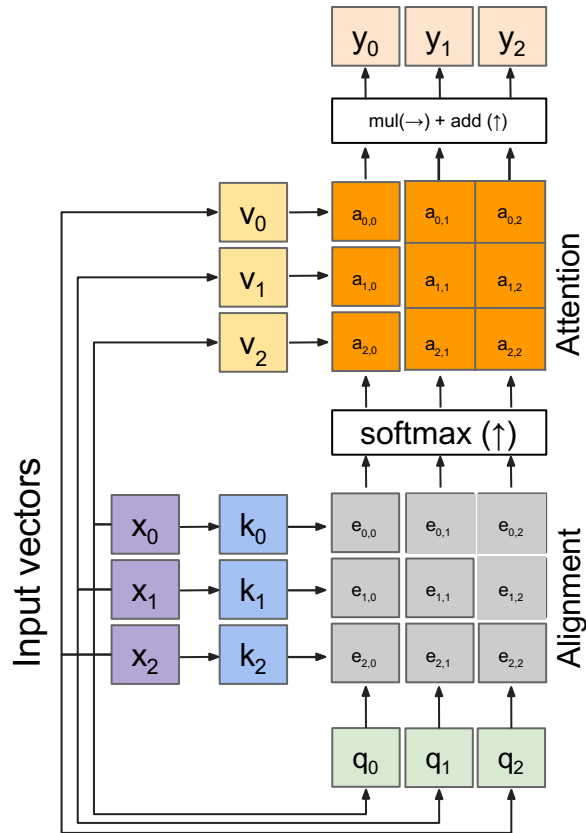 y0 y1 y2
mul(→) + add (↑)
v0 a0,0 a0,1 a0,2
v1 a1,0 a1,1 a1,2
v2 a2,0 a2,1 a2,2
Attention
softmax (↑)
Input vectors
x0 k0 e0,0 e0,1 e0,2
x1 k1 e1,0 e1,1 e1,2
x2 k2 e2,0 e2,1 e2,2
Alignment
q0 q1 q2